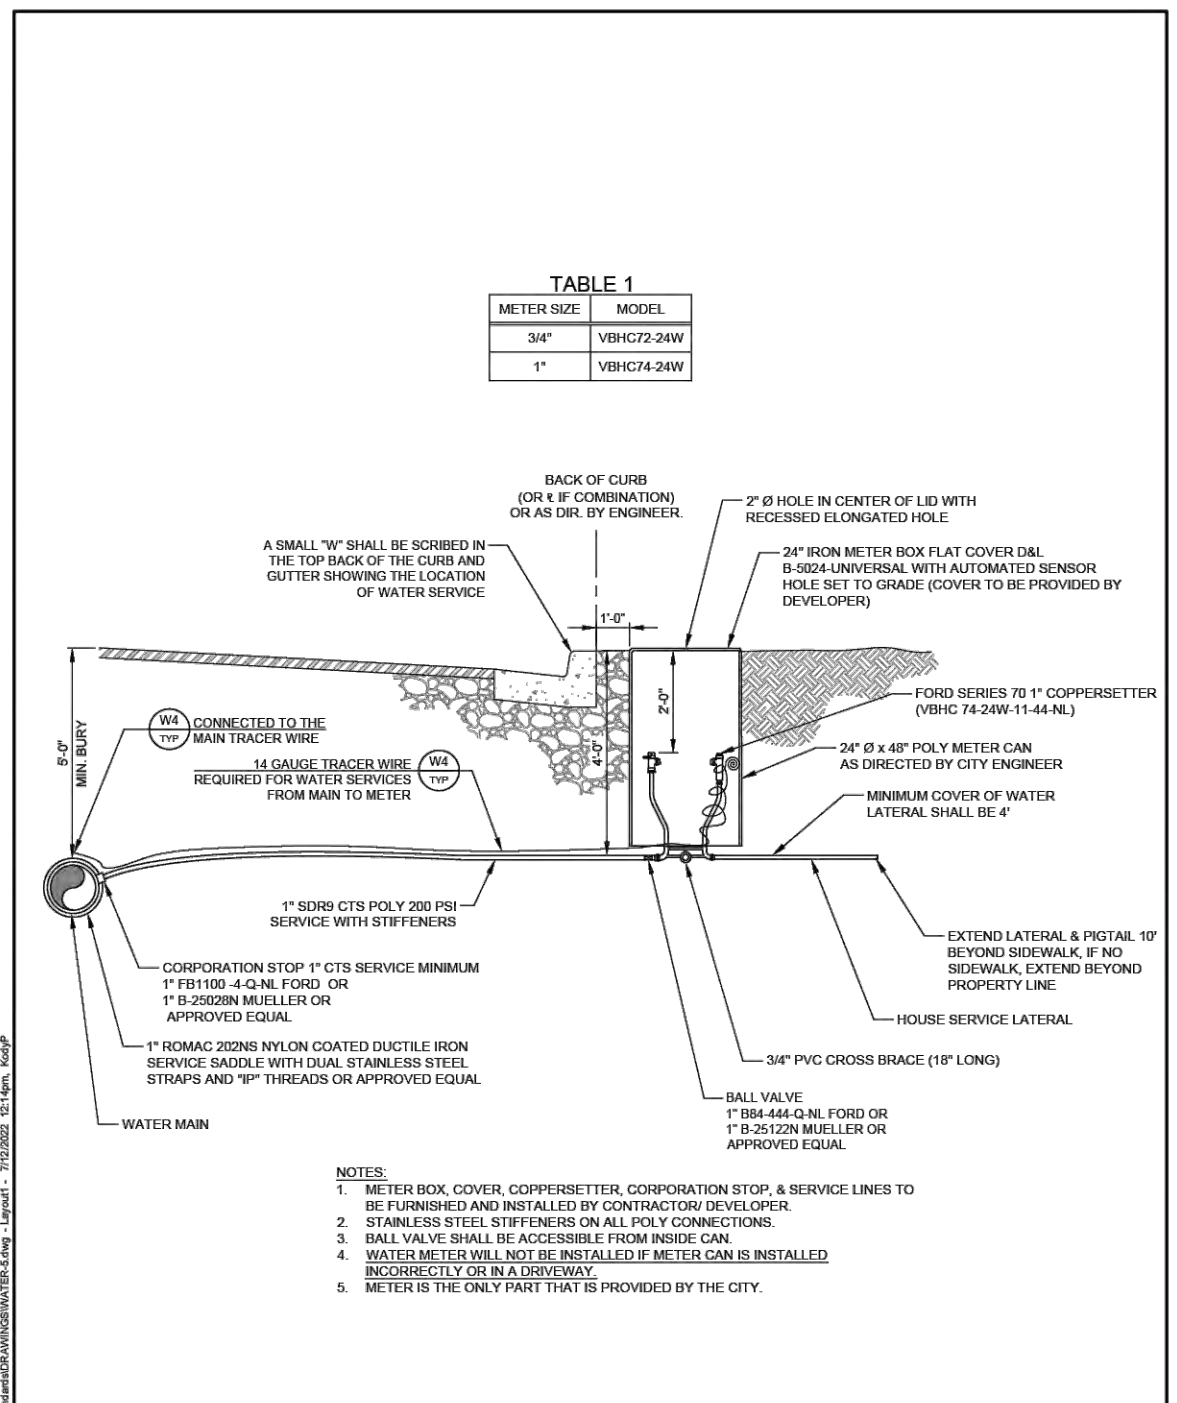 TABLE 1
METER SIZE MODEL
3/4" VBHC72-24W
1" VBHC74-24W
BACK OF CURB
(OR ℄ IF COMBINATION)
OR AS DIR. BY ENGINEER.
2" Ø HOLE IN CENTER OF LID WITH
RECESSED ELONGATED HOLE
A SMALL "W" SHALL BE SCRIBED IN
THE TOP BACK OF THE CURB AND
GUTTER SHOWING THE LOCATION
OF WATER SERVICE
24" IRON METER BOX FLAT COVER D&L
B-5024-UNIVERSAL WITH AUTOMATED SENSOR
HOLE SET TO GRADE (COVER TO BE PROVIDED BY
DEVELOPER)
1'-0"
2'-0"
4'-0"
5'-0"
MIN. BURY
FORD SERIES 70 1" COPPERSETTER
(VBHC 74-24W-11-44-NL)
W4
TYP
CONNECTED TO THE
MAIN TRACER WIRE
24" Ø x 48" POLY METER CAN
AS DIRECTED BY CITY ENGINEER
14 GAUGE TRACER WIRE
REQUIRED FOR WATER SERVICES
FROM MAIN TO METER
W4
TYP
MINIMUM COVER OF WATER
LATERAL SHALL BE 4'
1" SDR9 CTS POLY 200 PSI
SERVICE WITH STIFFENERS
EXTEND LATERAL & PIGTAIL 10'
BEYOND SIDEWALK, IF NO
SIDEWALK, EXTEND BEYOND
PROPERTY LINE
CORPORATION STOP 1" CTS SERVICE MINIMUM
1" FB1100 -4-Q-NL FORD OR
1" B-25028N MUELLER OR
APPROVED EQUAL
HOUSE SERVICE LATERAL
1" ROMAC 202NS NYLON COATED DUCTILE IRON
SERVICE SADDLE WITH DUAL STAINLESS STEEL
STRAPS AND "IP" THREADS OR APPROVED EQUAL
3/4" PVC CROSS BRACE (18" LONG)
BALL VALVE
1" B84-444-Q-NL FORD OR
1" B-25122N MUELLER OR
APPROVED EQUAL
WATER MAIN
NOTES:
1. METER BOX, COVER, COPPERSETTER, CORPORATION STOP, & SERVICE LINES TO
BE FURNISHED AND INSTALLED BY CONTRACTOR/ DEVELOPER.
2. STAINLESS STEEL STIFFENERS ON ALL POLY CONNECTIONS.
3. BALL VALVE SHALL BE ACCESSIBLE FROM INSIDE CAN.
4. WATER METER WILL NOT BE INSTALLED IF METER CAN IS INSTALLED
INCORRECTLY OR IN A DRIVEWAY.
5. METER IS THE ONLY PART THAT IS PROVIDED BY THE CITY.
\DRAWINGS\WATER-5.dwg - Layout1 - 7/12/2022 12:14pm, KodyP